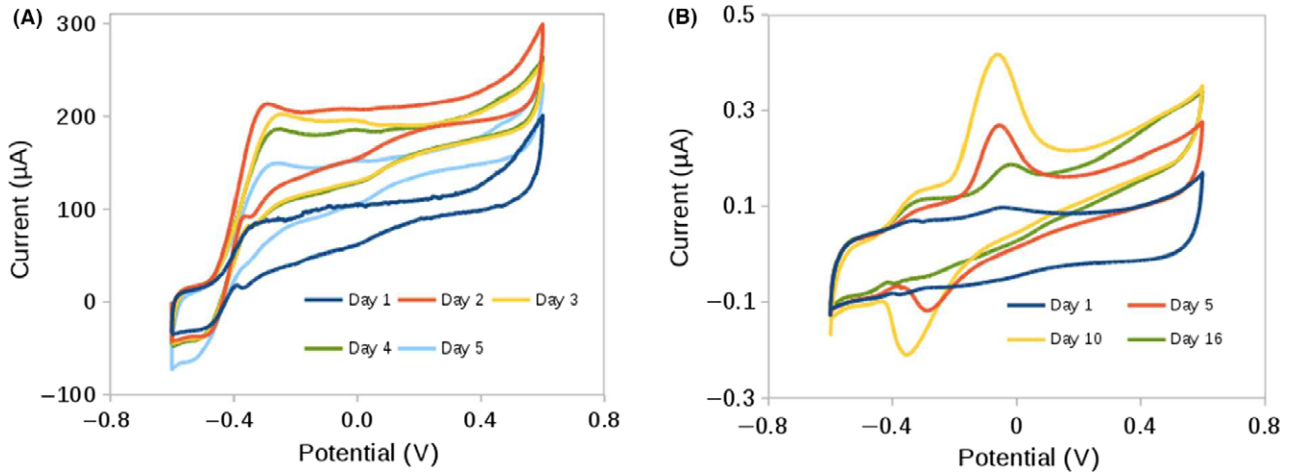 (A)
300
200
100
0
−100
Current (µA)
−0.8
−0.4
0.0
0.4
0.8
Potential (V)
Day 1
Day 2
Day 3
Day 4
Day 5
(B)
0.5
0.3
0.1
−0.1
−0.3
Current (µA)
−0.8
−0.4
0
0.4
0.8
Potential (V)
Day 1
Day 5
Day 10
Day 16